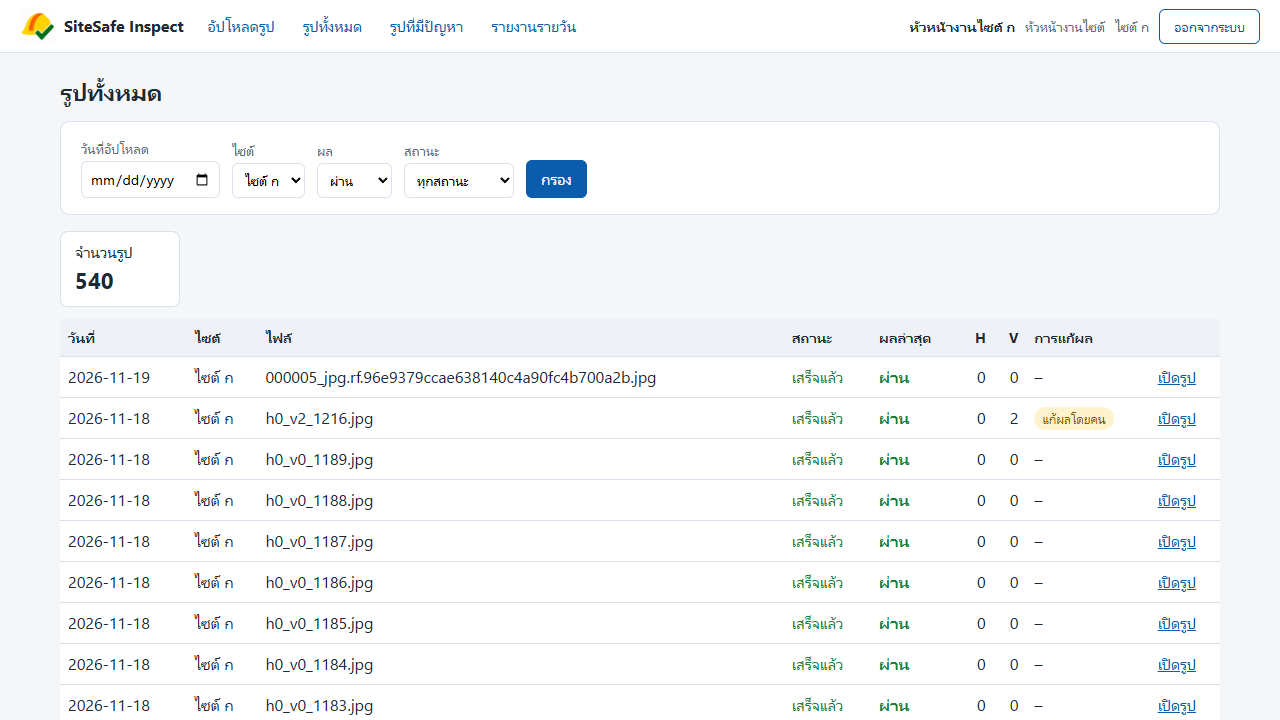 SiteSafe Inspect อัปโหลดรูป รูปทั้งหมด รูปที่มีปัญหา รายงานรายวัน หัวหน้างานไซต์ ก หัวหน้างานไซต์ ไซต์ ก ออกจากระบบ
รูปทั้งหมด
วันที่อัปโหลด ไซต์ ผล สถานะ
mm/dd/yyyy ไซต์ ก ผ่าน ทุกสถานะ กรอง
จำนวนรูป
540
วันที่ ไซต์ ไฟล์ สถานะ ผลล่าสุด H V การแก้ผล
2026-11-19 ไซต์ ก 000005_jpg.rf.96e9379ccae638140c4a90fc4b700a2b.jpg เสร็จแล้ว ผ่าน 0 0 – เปิดรูป
2026-11-18 ไซต์ ก h0_v2_1216.jpg เสร็จแล้ว ผ่าน 0 2 แก้ผลโดยคน เปิดรูป
2026-11-18 ไซต์ ก h0_v0_1189.jpg เสร็จแล้ว ผ่าน 0 0 – เปิดรูป
2026-11-18 ไซต์ ก h0_v0_1188.jpg เสร็จแล้ว ผ่าน 0 0 – เปิดรูป
2026-11-18 ไซต์ ก h0_v0_1187.jpg เสร็จแล้ว ผ่าน 0 0 – เปิดรูป
2026-11-18 ไซต์ ก h0_v0_1186.jpg เสร็จแล้ว ผ่าน 0 0 – เปิดรูป
2026-11-18 ไซต์ ก h0_v0_1185.jpg เสร็จแล้ว ผ่าน 0 0 – เปิดรูป
2026-11-18 ไซต์ ก h0_v0_1184.jpg เสร็จแล้ว ผ่าน 0 0 – เปิดรูป
2026-11-18 ไซต์ ก h0_v0_1183.jpg เสร็จแล้ว ผ่าน 0 0 – เปิดรูป